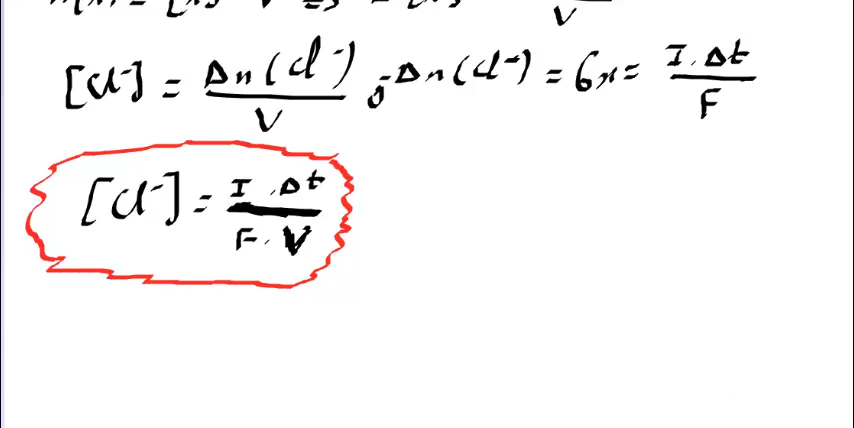 V
[Cl⁻] = Δn(Cl⁻)/V ; Δn(Cl⁻) = 6x = I.Δt/F
[Cl⁻] = I.Δt/F.V